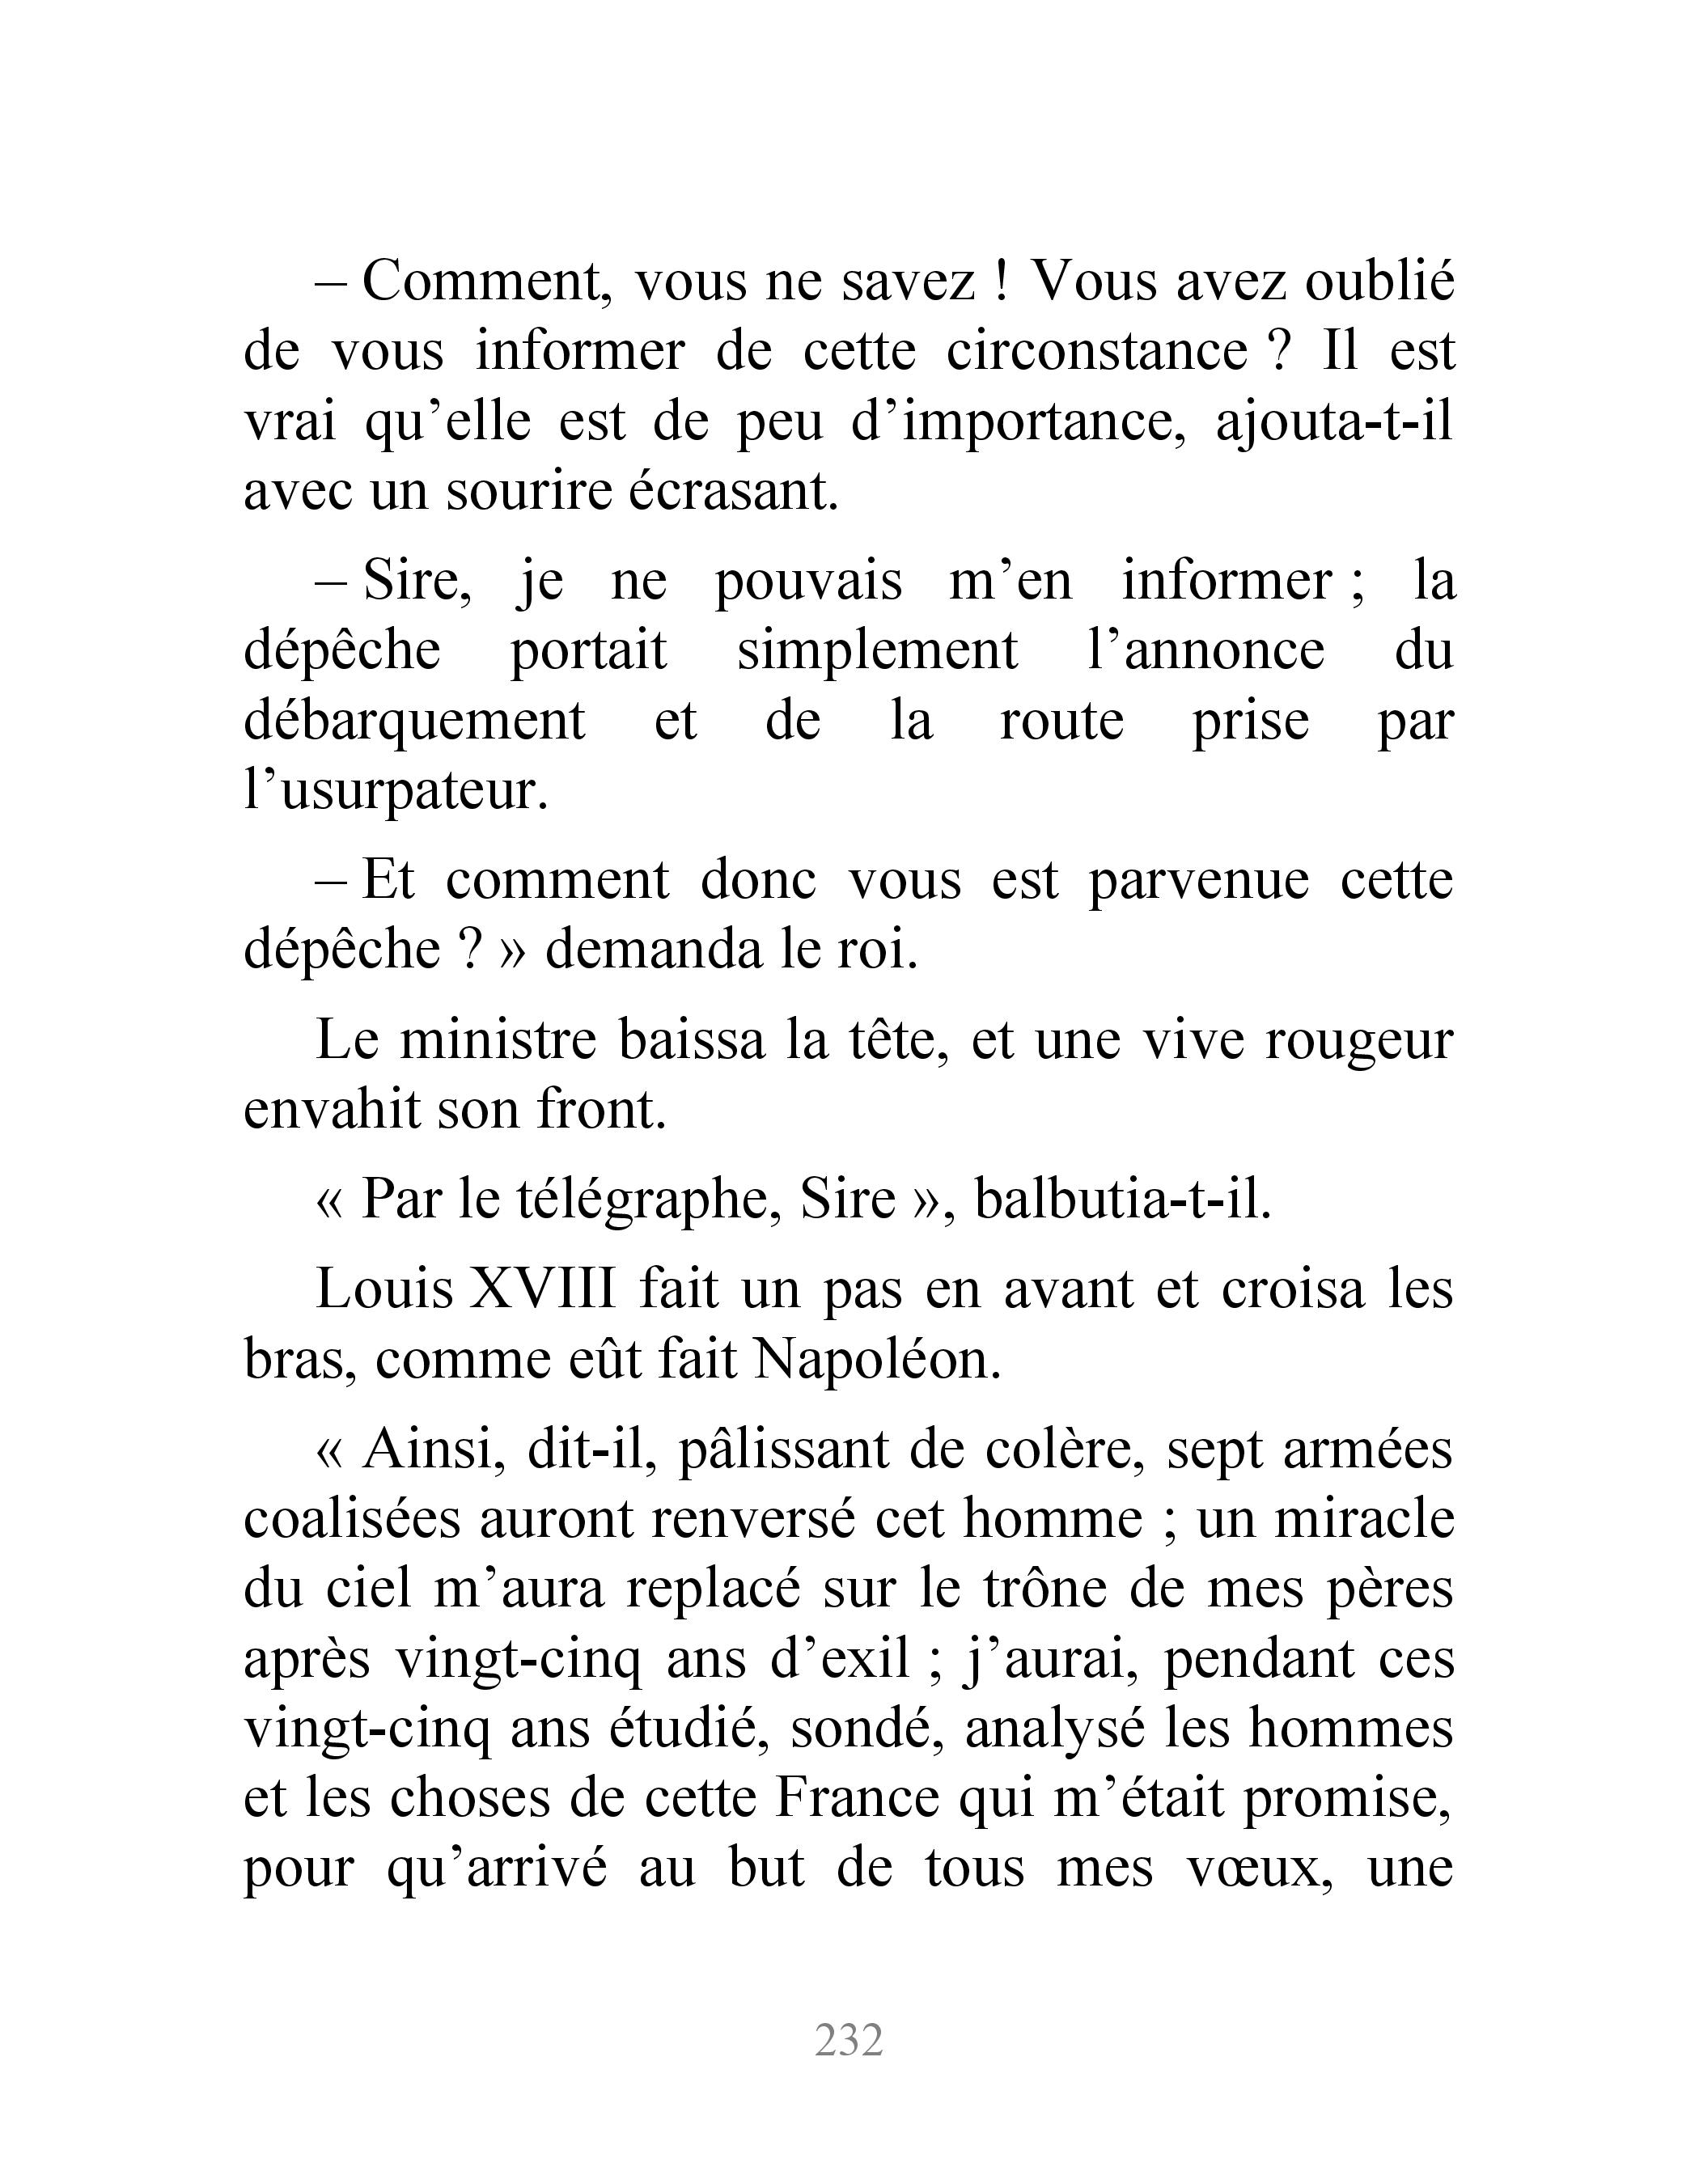 – Comment, vous ne savez ! Vous avez oublié
de vous informer de cette circonstance ? Il est
vrai qu’elle est de peu d’importance, ajouta-t-il
avec un sourire écrasant.
– Sire, je ne pouvais m’en informer ; la
dépêche portait simplement l’annonce du
débarquement et de la route prise par
l’usurpateur.
– Et comment donc vous est parvenue cette
dépêche ? » demanda le roi.
Le ministre baissa la tête, et une vive rougeur
envahit son front.
« Par le télégraphe, Sire », balbutia-t-il.
Louis XVIII fait un pas en avant et croisa les
bras, comme eût fait Napoléon.
« Ainsi, dit-il, pâlissant de colère, sept armées
coalisées auront renversé cet homme ; un miracle
du ciel m’aura replacé sur le trône de mes pères
après vingt-cinq ans d’exil ; j’aurai, pendant ces
vingt-cinq ans étudié, sondé, analysé les hommes
et les choses de cette France qui m’était promise,
pour qu’arrivé au but de tous mes vœux, une
232